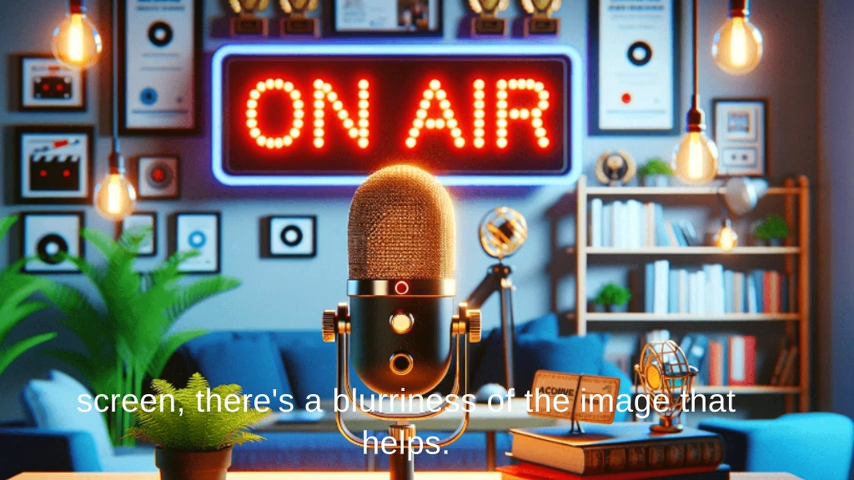 ON AIR
screen, there's a blurriness of the image that
helps.